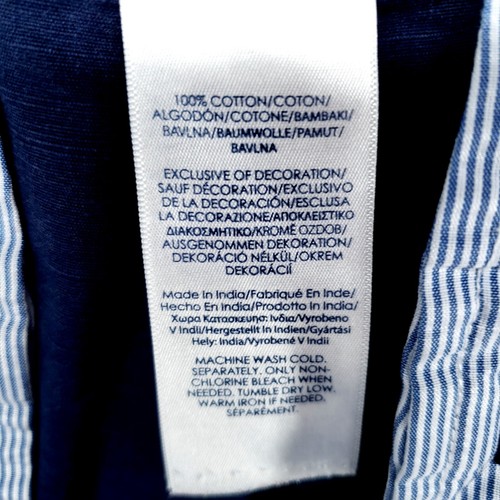 100% COTTON/COTON/
ALGODÓN/COTONE/BAMBAKI/
BAVLNA/BAUMWOLLE/PAMUT/
BAVLNA
EXCLUSIVE OF DECORATION/
SAUF DÉCORATION/EXCLUSIVO
DE LA DECORACIÓN/ESCLUSA
LA DECORAZIONE/ΑΠΟΚΛΕΙΣΤΙΚΟ
ΔΙΑΚΟΣΜΗΤΙΚΟ/KROMĚ OZDOB/
AUSGENOMMEN DEKORATION/
DEKORÁCIÓ NÉLKÜL/OKREM
DEKORÁCIÍ
Made In India/Fabriqué En Inde/
Hecho En India/Prodotto In India/
Χωρα Κατασκευησ: Ινδια/Vyrobeno
V Indii/Hergestellt In Indien/Gyártási
Hely: India/Vyrobené V Indii
MACHINE WASH COLD.
SEPARATELY. ONLY NON-
CHLORINE BLEACH WHEN
NEEDED. TUMBLE DRY LOW.
WARM IRON IF NEEDED.
SÉPARÉMENT.